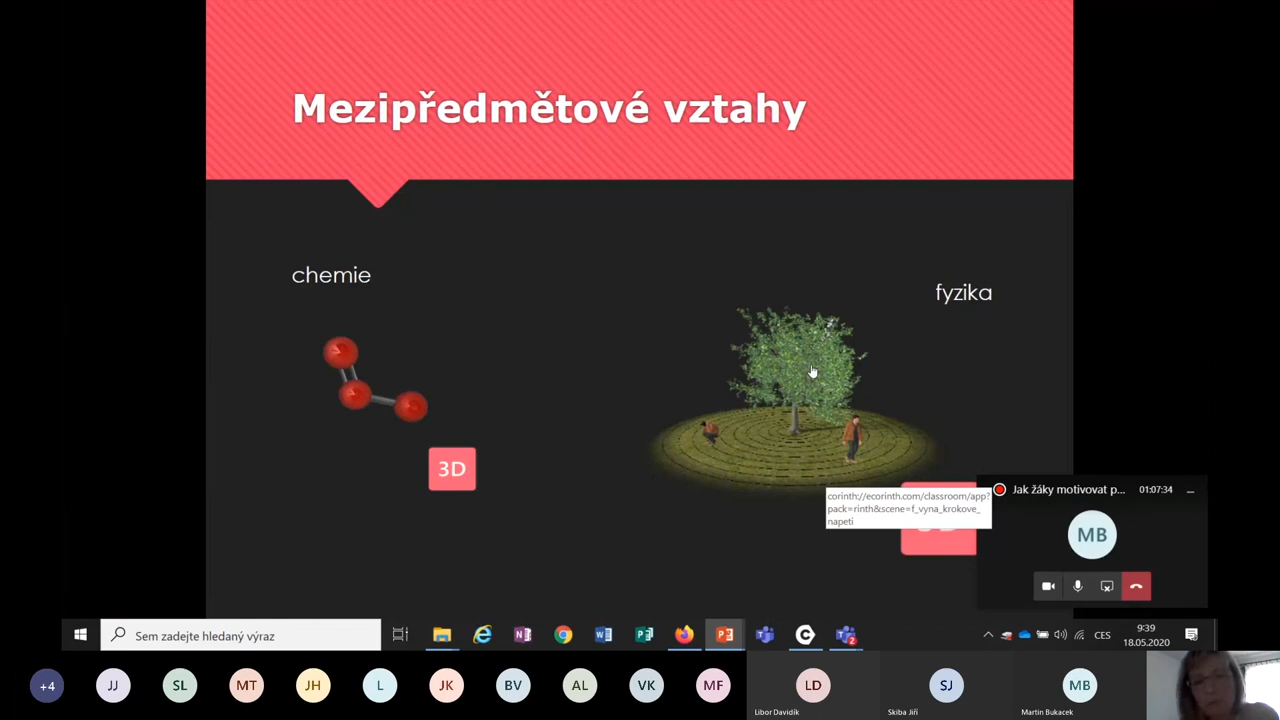 Mezipředmětové vztahy
chemie
fyzika
3D
corinth://ecorinth.com/classroom/app?
pack=rinth&scene=f_vyna_krokove_
napeti
Jak žáky motivovat p...
01:07:34
MB
Sem zadejte hledaný výraz
CES
9:39
18.05.2020
2
+4
JJ
SL
MT
JH
L
JK
BV
AL
VK
MF
LD
Libor Davidík
SJ
Skiba Jiří
MB
Martin Bukacek